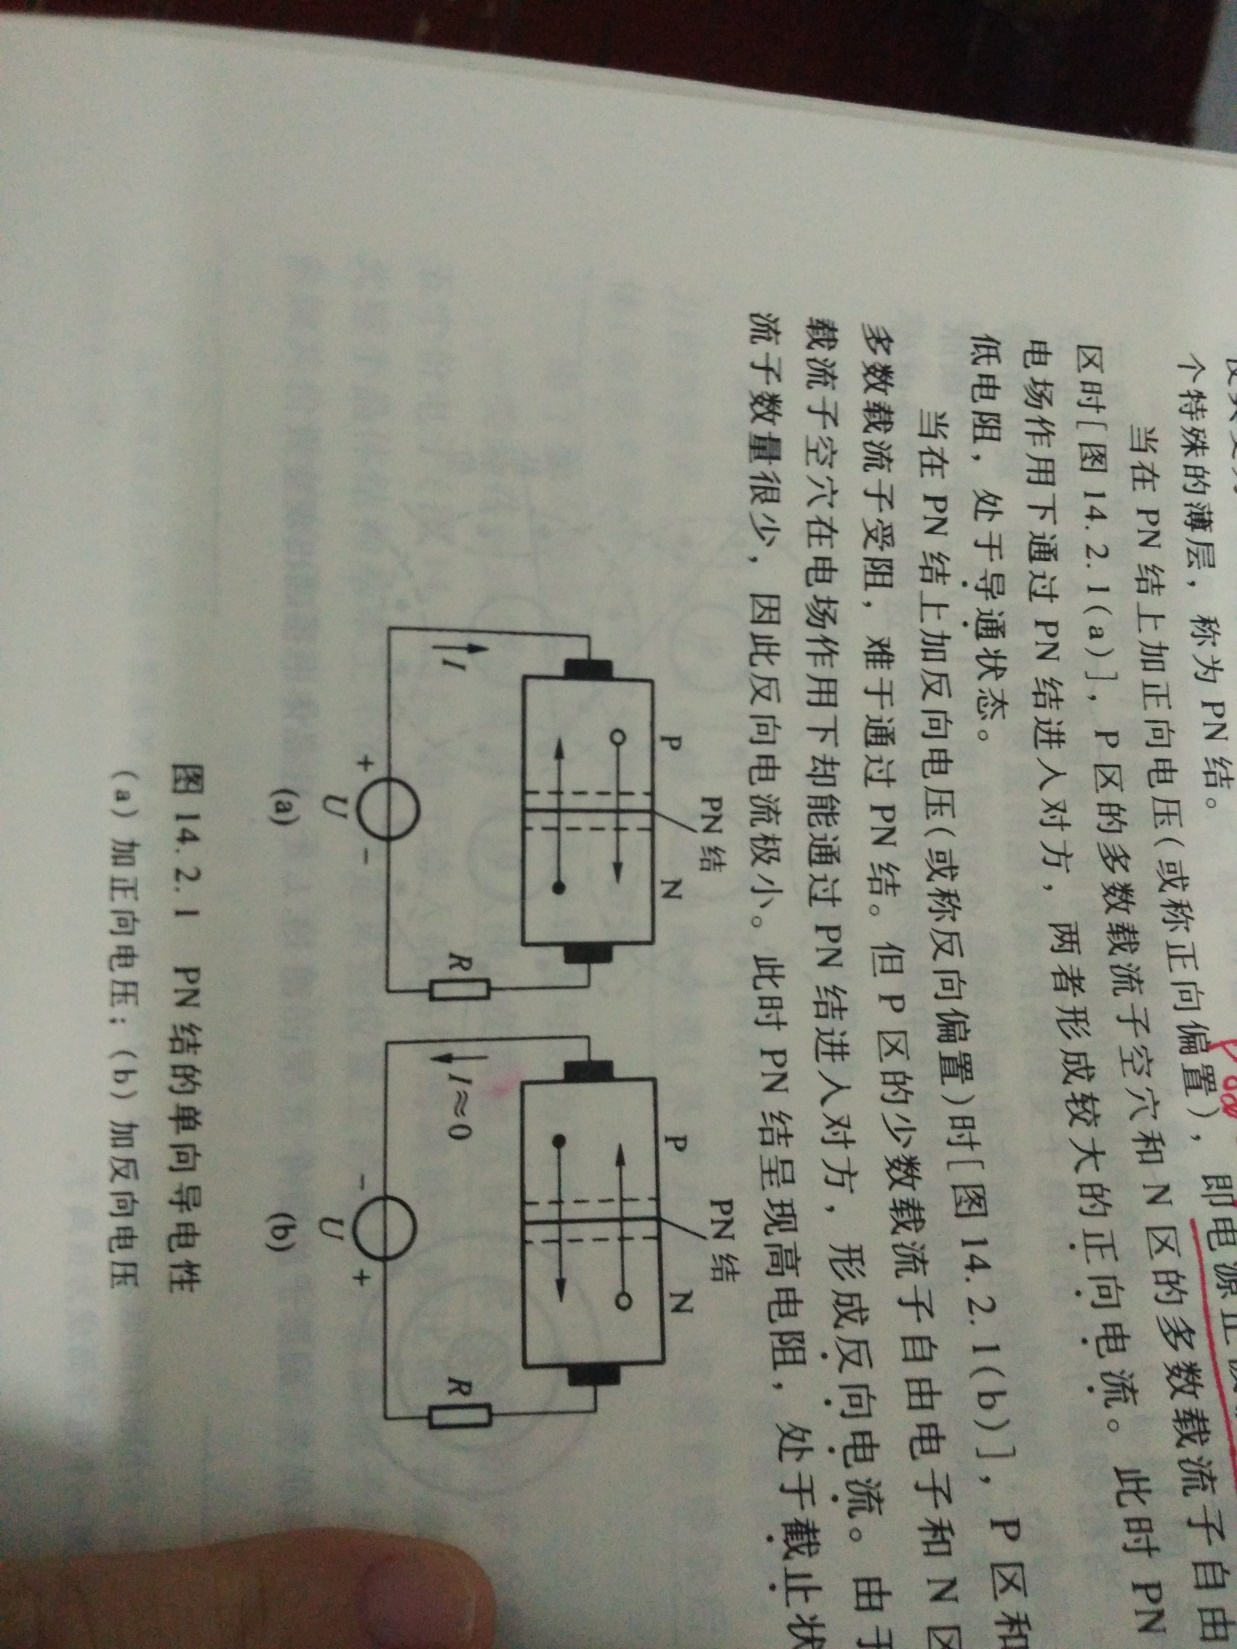 个特殊的薄层，称为 PN 结。
当在 PN 结上加正向电压(或称正向偏置)，即电源正极
区时[图 14.2.1(a)]，P 区的多数载流子空穴和 N 区的多数载流子自由
电场作用下通过 PN 结进入对方，两者形成较大的正向电流。此时 PN
低电阻，处于导通状态。
当在 PN 结上加反向电压(或称反向偏置)时[图 14.2.1(b)]，P 区和
多数载流子受阻，难于通过 PN 结。但 P 区的少数载流子自由电子和 N 区
载流子空穴在电场作用下却能通过 PN 结进入对方，形成反向电流。由于
流子数量很少，因此反向电流极小。此时 PN 结呈现高电阻，处于截止状
PN 结
P
N
I
+
U
−
R
(a)
PN 结
P
N
I≈0
−
U
+
R
(b)
图 14.2.1 PN 结的单向导电性
(a) 加正向电压；(b) 加反向电压